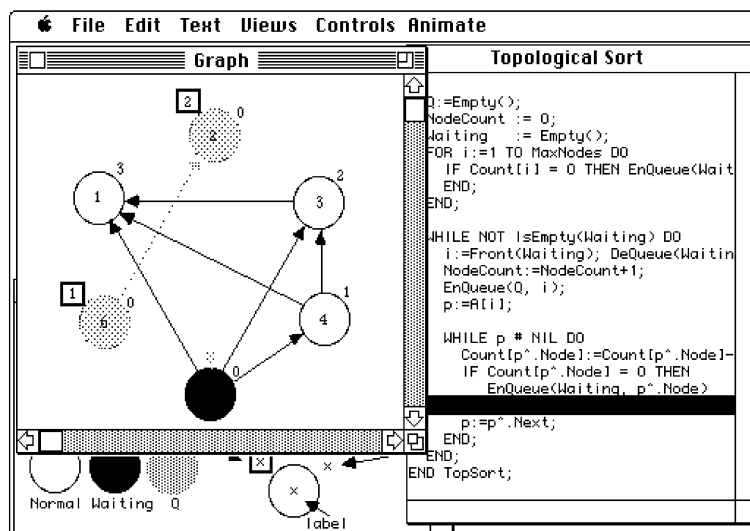 File Edit Text Views Controls Animate
Graph
2
0
2
3
1
2
3
1
0
6
1
4
0
Normal Waiting Q
x
x
x
label
Topological Sort
Q:=Empty();
NodeCount := 0;
Waiting := Empty();
FOR i:=1 TO MaxNodes DO
IF Count[i] = 0 THEN EnQueue(Wait
END;
END;
WHILE NOT IsEmpty(Waiting) DO
i:=Front(Waiting); DeQueue(Waitin
NodeCount:=NodeCount+1;
EnQueue(Q, i);
p:=A[i];
WHILE p # NIL DO
Count[p^.Node]:=Count[p^.Node]-
IF Count[p^.Node] = 0 THEN
EnQueue(Waiting, p^.Node)
p:=p^.Next;
END;
END;
END TopSort;